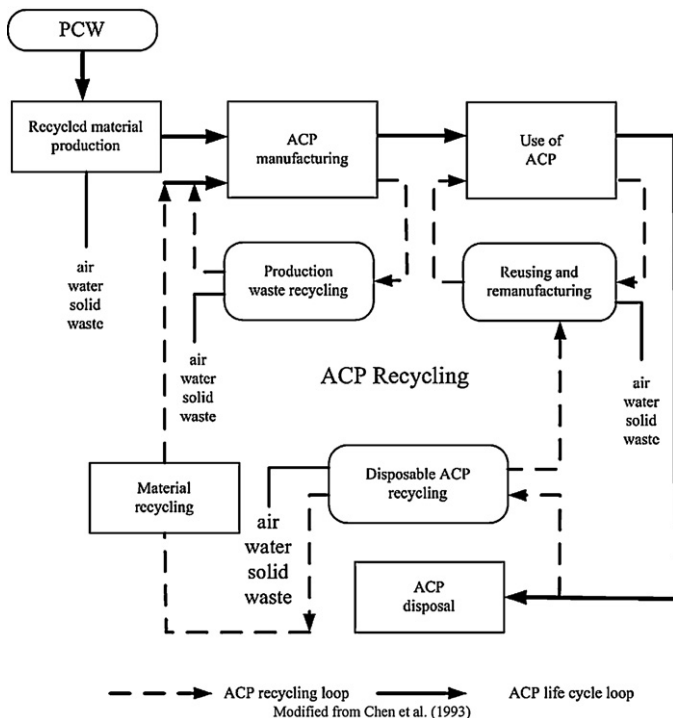 PCW
Recycled material
production
ACP
manufacturing
Use of
ACP
air
water
solid
waste
Production
waste recycling
Reusing and
remanufacturing
air
water
solid
waste
air
water
solid
waste
ACP Recycling
Material
recycling
Disposable ACP
recycling
air
water
solid
waste
ACP
disposal
ACP recycling loop
ACP life cycle loop
Modified from Chen et al. (1993)